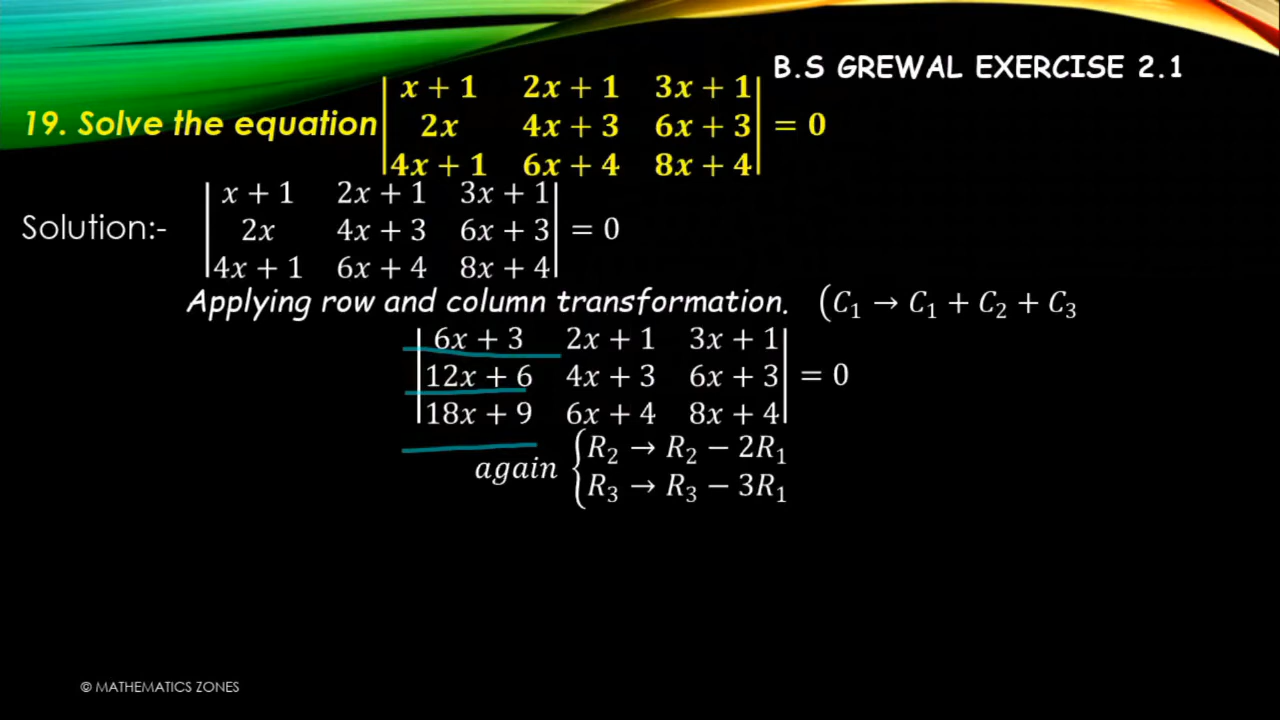 B.S GREWAL EXERCISE 2.1
19. Solve the equation | x + 1  2x + 1  3x + 1 |
| 2x  4x + 3  6x + 3 | = 0
| 4x + 1  6x + 4  8x + 4 |
Solution:- | x + 1  2x + 1  3x + 1 |
| 2x  4x + 3  6x + 3 | = 0
| 4x + 1  6x + 4  8x + 4 |
Applying row and column transformation. (C₁ → C₁ + C₂ + C₃
| 6x + 3  2x + 1  3x + 1 |
| 12x + 6  4x + 3  6x + 3 | = 0
| 18x + 9  6x + 4  8x + 4 |
again { R₂ → R₂ − 2R₁
R₃ → R₃ − 3R₁
© MATHEMATICS ZONES